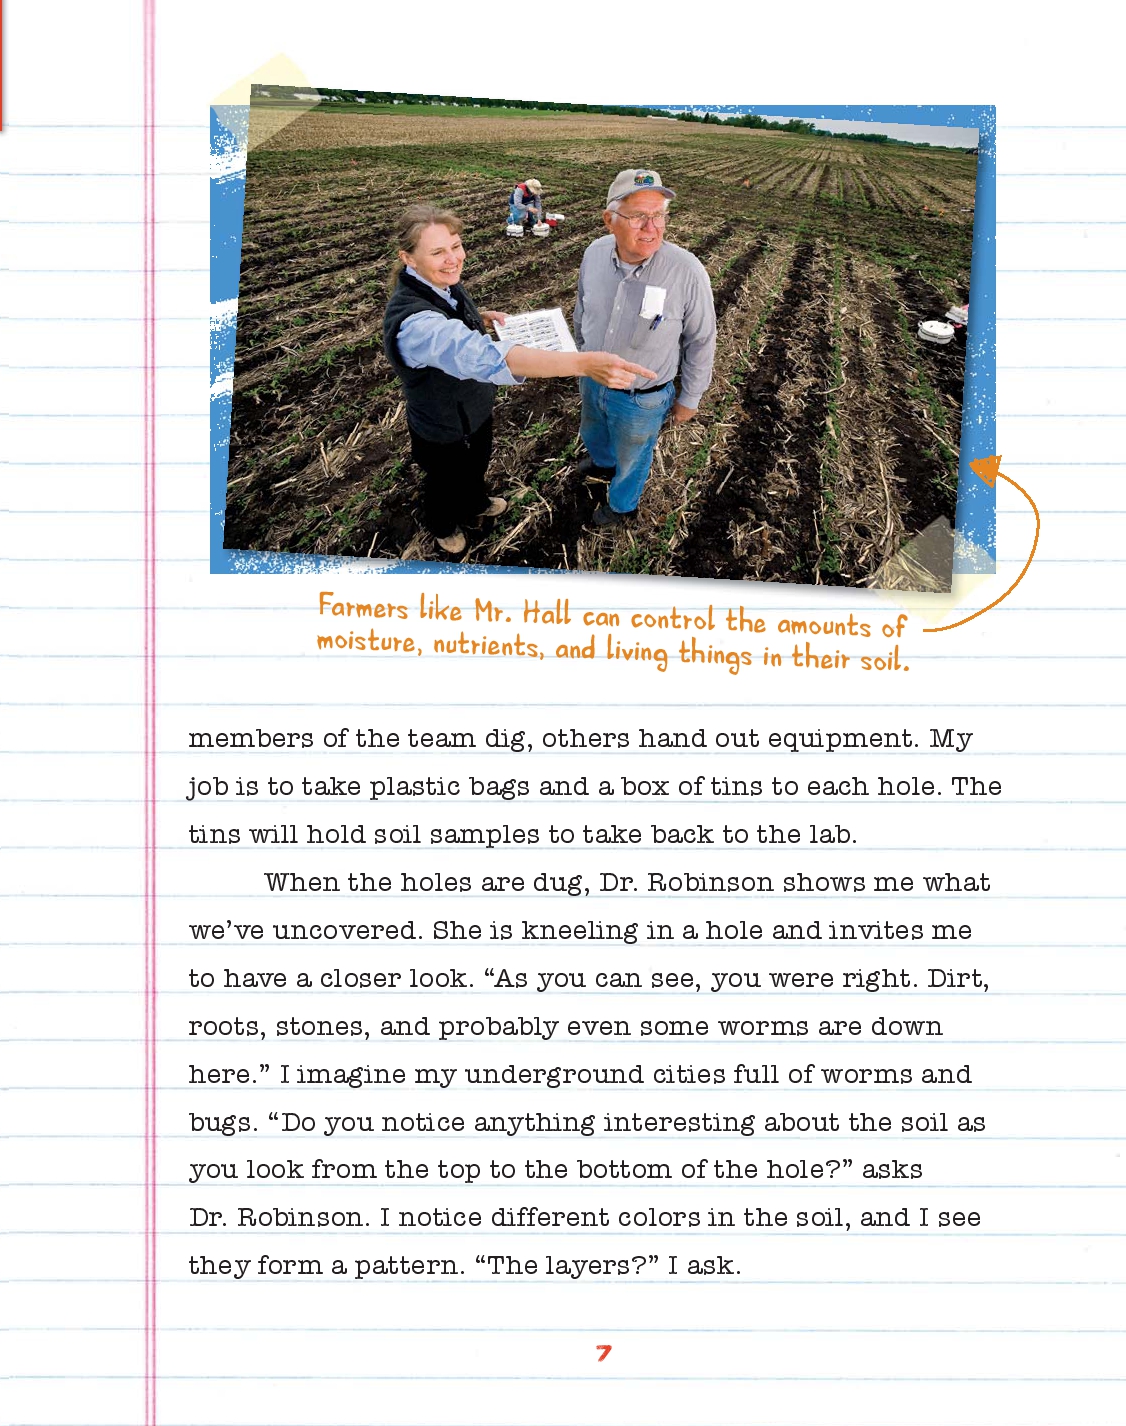 Farmers like Mr. Hall can control the amounts of
moisture, nutrients, and living things in their soil.
members of the team dig, others hand out equipment. My
job is to take plastic bags and a box of tins to each hole. The
tins will hold soil samples to take back to the lab.
When the holes are dug, Dr. Robinson shows me what
we’ve uncovered. She is kneeling in a hole and invites me
to have a closer look. “As you can see, you were right. Dirt,
roots, stones, and probably even some worms are down
here.” I imagine my underground cities full of worms and
bugs. “Do you notice anything interesting about the soil as
you look from the top to the bottom of the hole?” asks
Dr. Robinson. I notice different colors in the soil, and I see
they form a pattern. “The layers?” I ask.
7